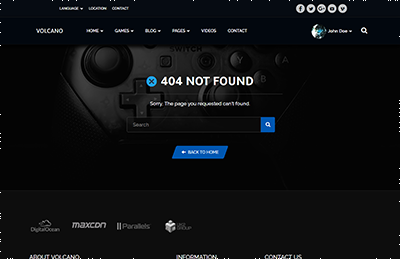 LANGUAGE LOCATION CONTACT
VOLCANO HOME GAMES BLOG PAGES VIDEOS CONTACT John Doe
SWITCH
404 NOT FOUND
Sorry. The page you requested can't found.
Search
BACK TO HOME
DigitalOcean maxcdn Parallels
ABOUT VOLCANO. INFORMATION. CONTACT US